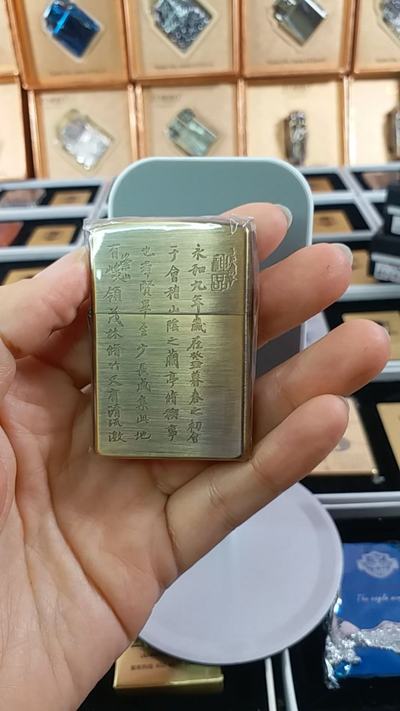 永和九年歲在癸丑暮春之初會
于會稽山陰之蘭亭脩禊事
也羣賢畢至少長咸集此地
有崇山峻領茂林脩竹又有清流激
The eagle